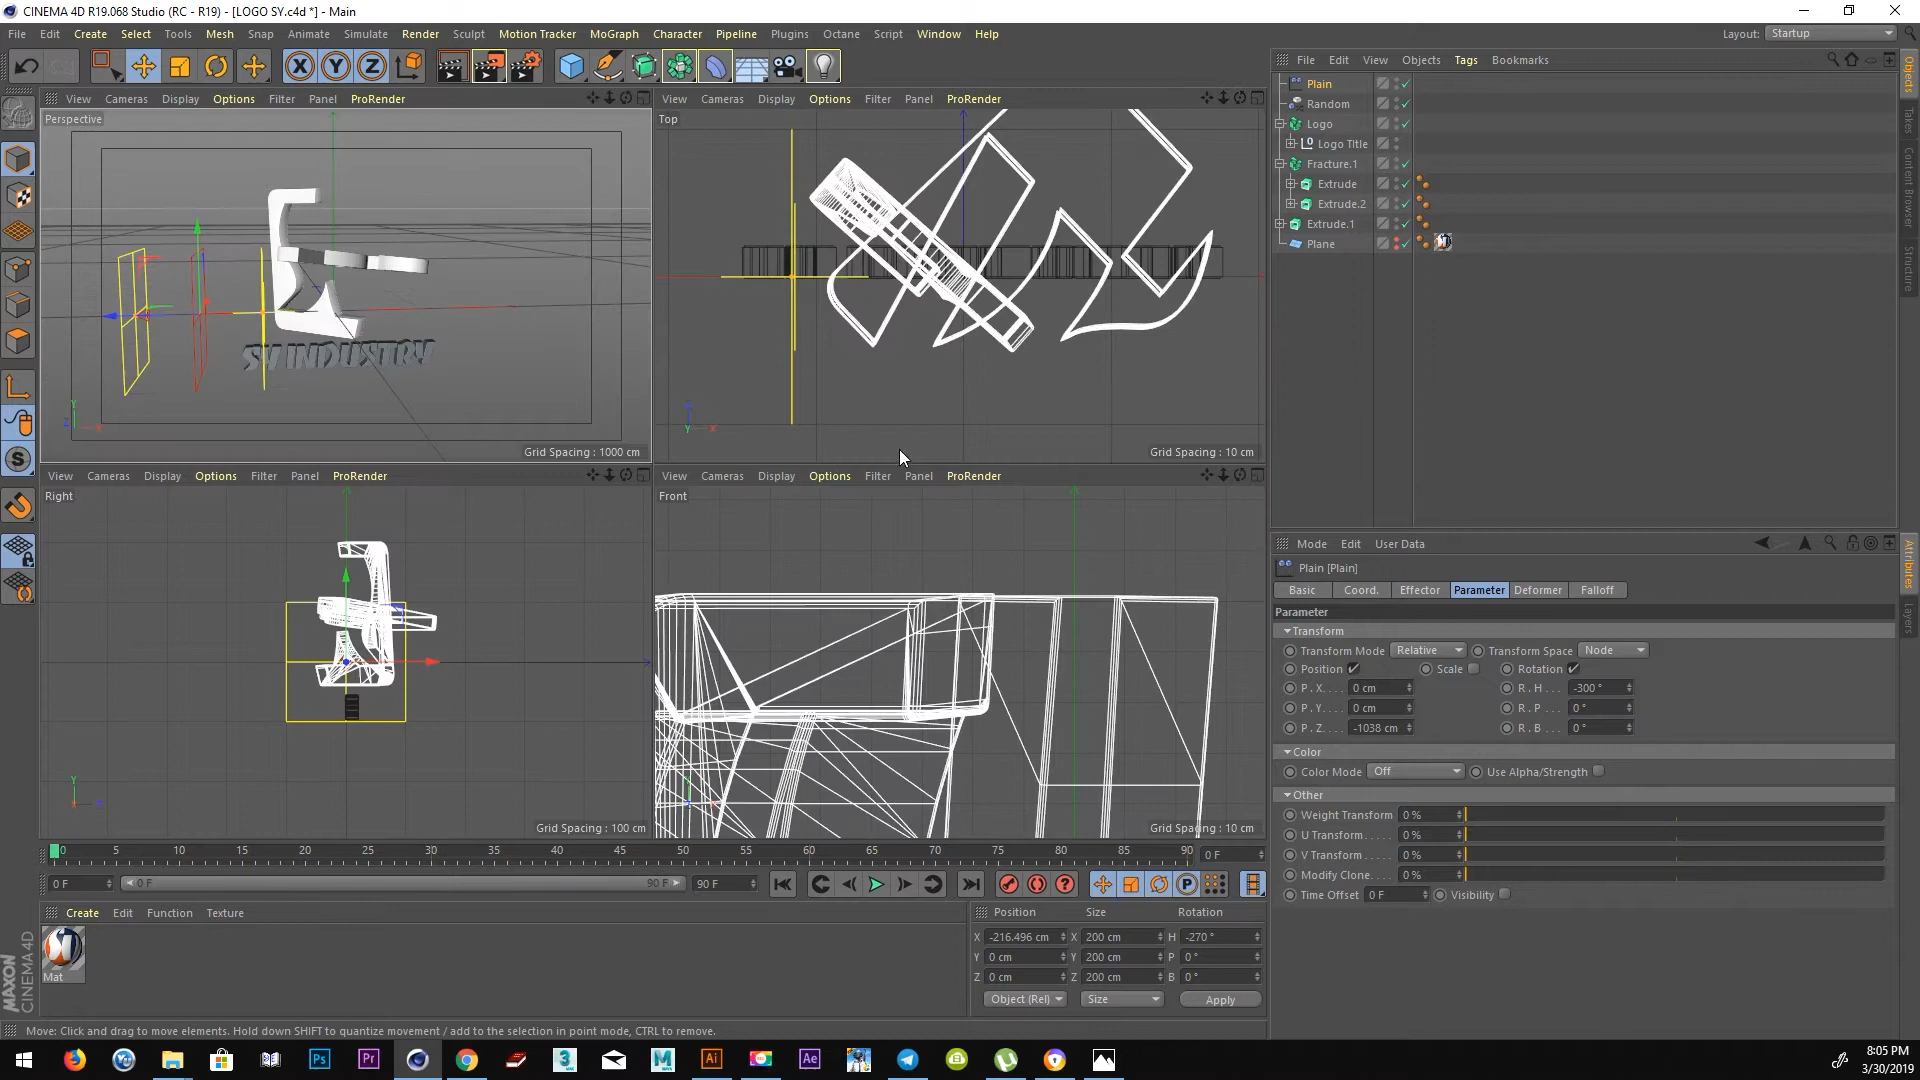 CINEMA 4D R19.068 Studio (RC - R19) - [LOGO SY.c4d *] - Main
File Edit Create Select Tools Mesh Snap Animate Simulate Render Sculpt Motion Tracker MoGraph Character Pipeline Plugins Octane Script Window Help Layout: Startup
File Edit View Objects Tags Bookmarks
View Cameras Display Options Filter Panel ProRender
Perspective
SY INDUSTRY
Grid Spacing : 1000 cm
View Cameras Display Options Filter Panel ProRender
Top
Grid Spacing : 10 cm
View Cameras Display Options Filter Panel ProRender
Right
Grid Spacing : 100 cm
View Cameras Display Options Filter Panel ProRender
Front
Grid Spacing : 10 cm
Plain
Random
Logo
Logo Title
Fracture.1
Extrude
Extrude.2
Extrude.1
Plane
Objects
Takes
Content Browser
Structure
Mode Edit User Data
Plain [Plain]
Basic Coord. Effector Parameter Deformer Falloff
Parameter
Transform
Transform Mode Relative Transform Space Node
Position Scale Rotation
P . X . . . . 0 cm R . H . . . -300 °
P . Y . . . . 0 cm R . P . . . 0 °
P . Z . . . . -1038 cm R . B . . . 0 °
Color
Color Mode Off Use Alpha/Strength
Other
Weight Transform 0 %
U Transform . . . . . 0 %
V Transform . . . . . 0 %
Modify Clone. . . . . 0 %
Time Offset 0 F Visibility
Attributes
Layers
0 5 10 15 20 25 30 35 40 45 50 55 60 65 70 75 80 85 90 0 F
0 F 0 F 90 F 90 F
Create Edit Function Texture
Mat
Position Size Rotation
X -216.496 cm X 200 cm H -270 °
Y 0 cm Y 200 cm P 0 °
Z 0 cm Z 200 cm B 0 °
Object (Rel) Size Apply
MAXON
CINEMA 4D
Move: Click and drag to move elements. Hold down SHIFT to quantize movement / add to the selection in point mode, CTRL to remove.
8:05 PM
3/30/2019